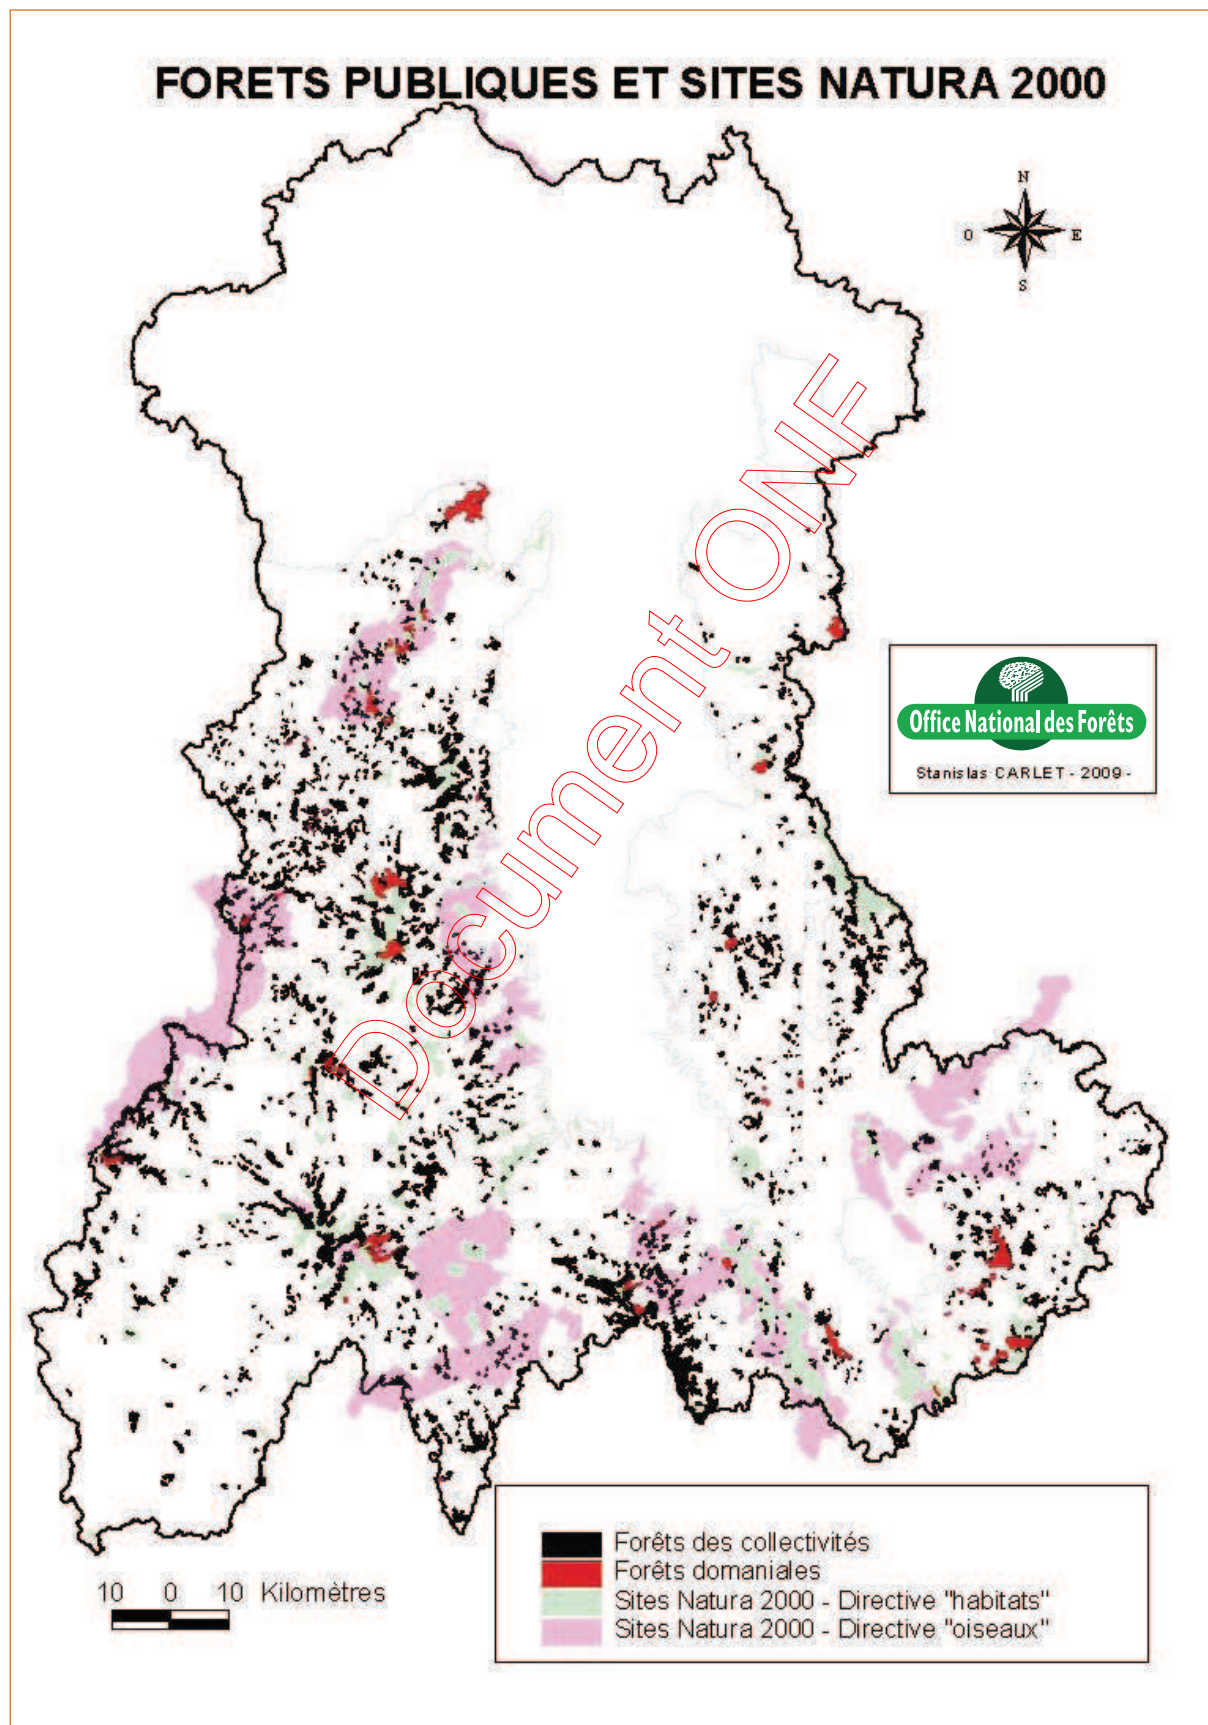 FORETS PUBLIQUES ET SITES NATURA 2000
N
O
E
S
Document ONF
Office National des Forêts
Stanislas CARLET - 2009 -
Forêts des collectivités
Forêts domaniales
Sites Natura 2000 - Directive "habitats"
Sites Natura 2000 - Directive "oiseaux"
10 0 10 Kilomètres